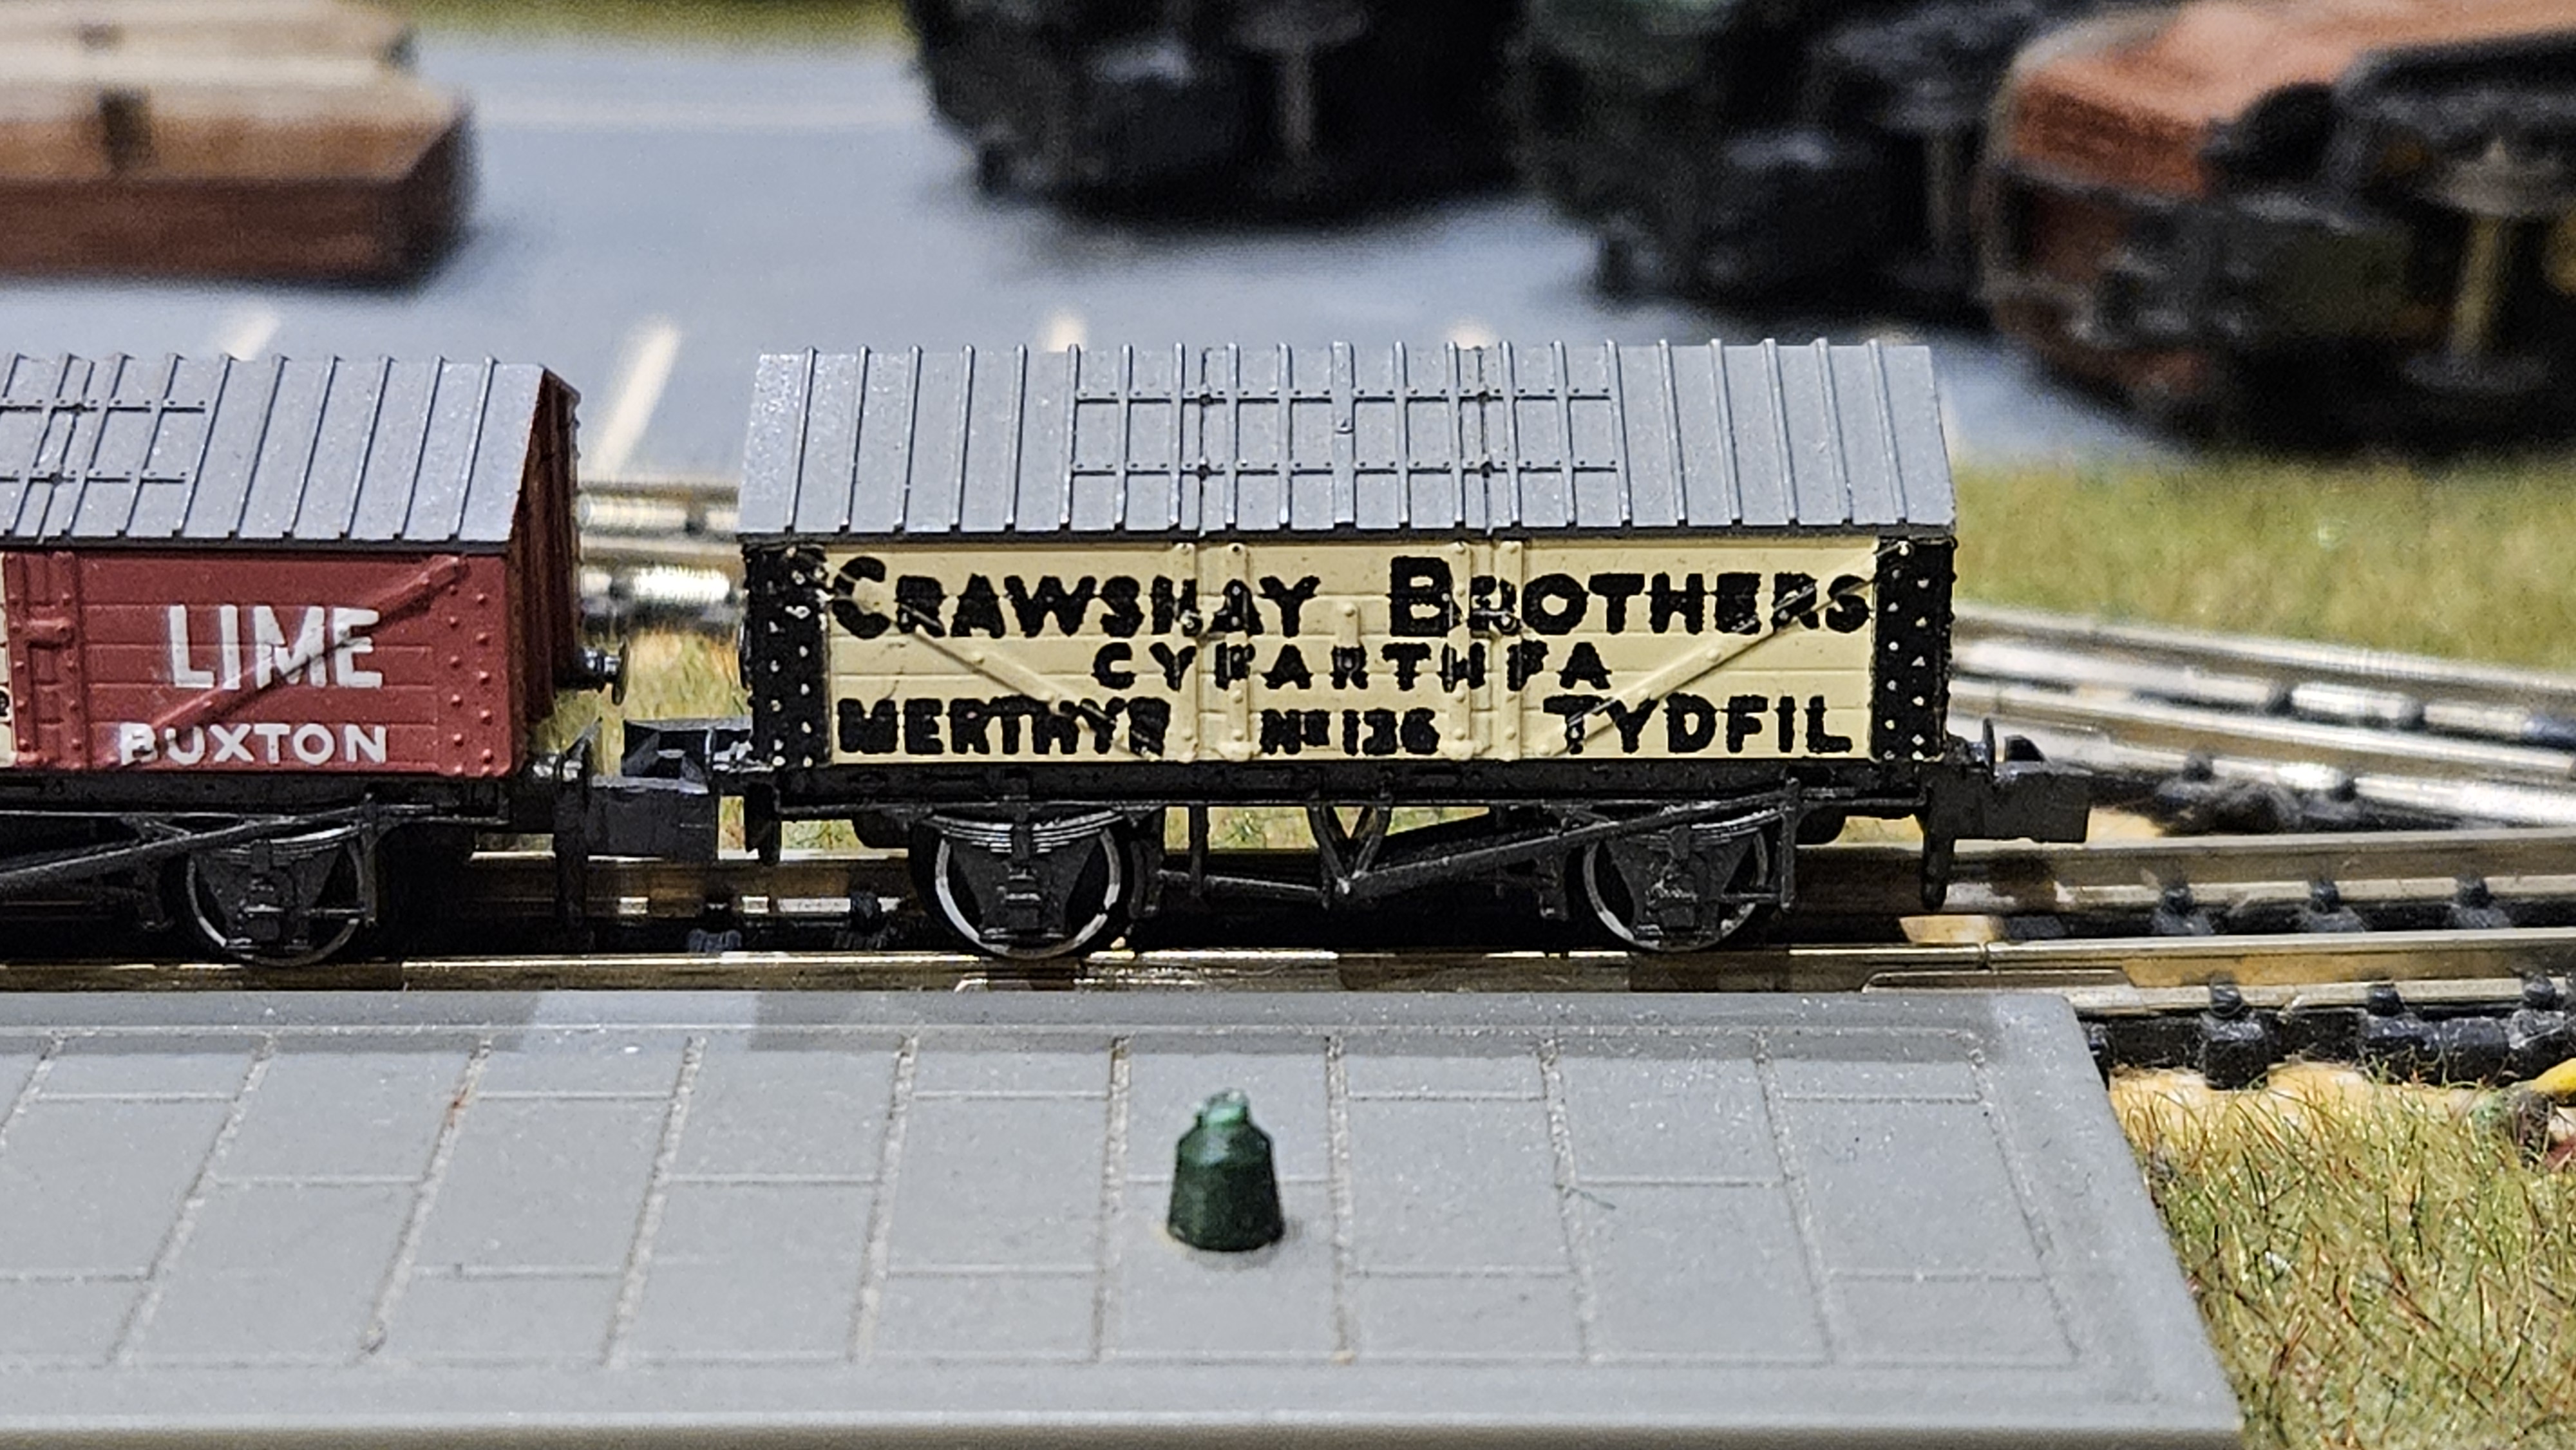 LIME
BUXTON
CRAWSHAY BROTHERS
CYFARTHFA
MERTHYR No 136 TYDFIL